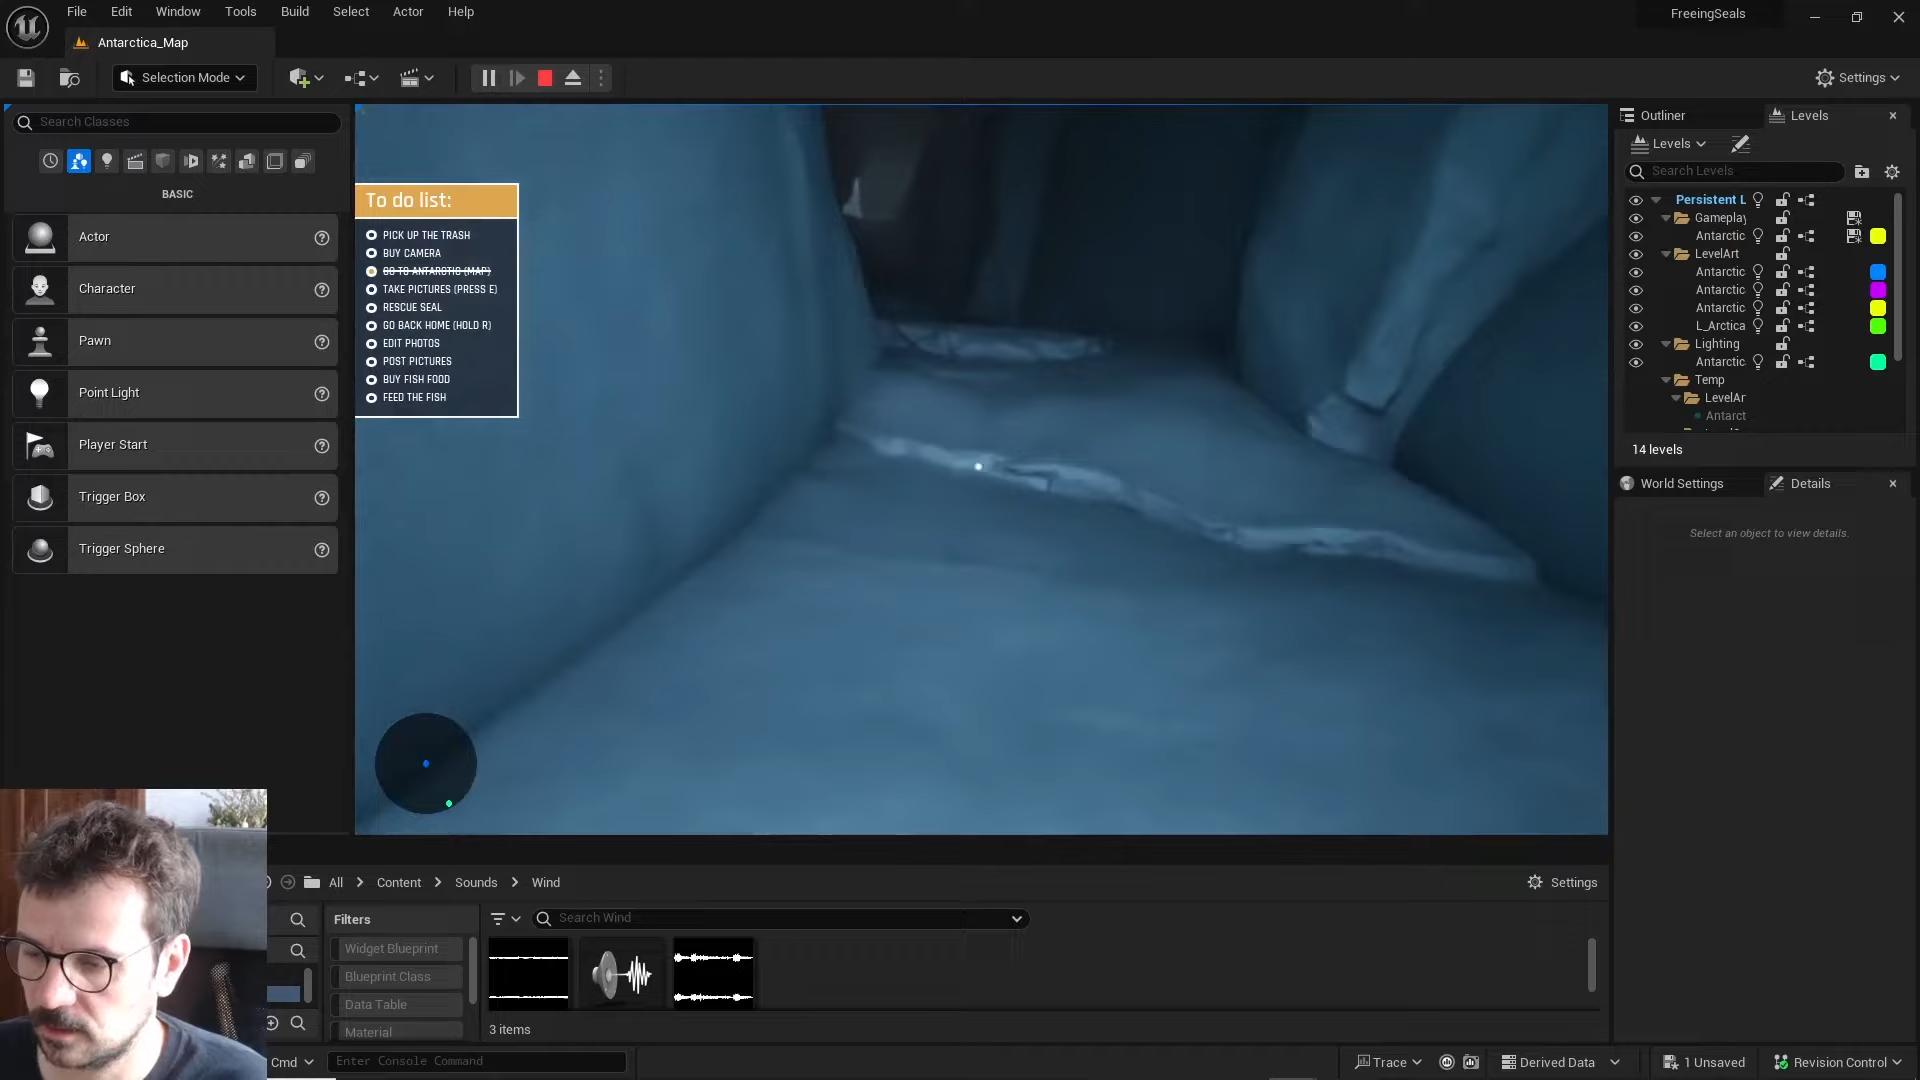 File Edit Window Tools Build Select Actor Help
FreeingSeals
Antarctica_Map
Selection Mode
Settings
Search Classes
BASIC
Actor
Character
Pawn
Point Light
Player Start
Trigger Box
Trigger Sphere
To do list:
PICK UP THE TRASH
BUY CAMERA
GO TO ANTARCTIC (MAP)
TAKE PICTURES (PRESS E)
RESCUE SEAL
GO BACK HOME (HOLD R)
EDIT PHOTOS
POST PICTURES
BUY FISH FOOD
FEED THE FISH
Outliner Levels
Levels
Search Levels
Persistent L
Gameplay
Antarctic
LevelArt
Antarctic
Antarctic
Antarctic
L_Arctica
Lighting
Antarctic
Temp
LevelAr
Antarct
14 levels
World Settings Details
Select an object to view details.
All Content Sounds Wind
Settings
Filters
Search Wind
Widget Blueprint
Blueprint Class
Data Table
Material
3 items
Cmd Enter Console Command
Trace Derived Data 1 Unsaved Revision Control